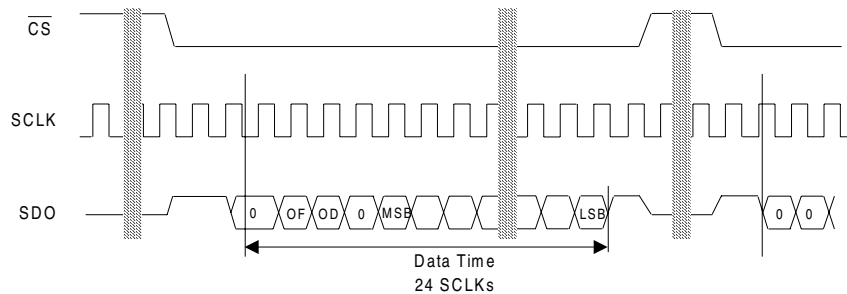 CS
SCLK
SDO
0 OF OD 0 MSB LSB 0 0
Data Time
24 SCLKs